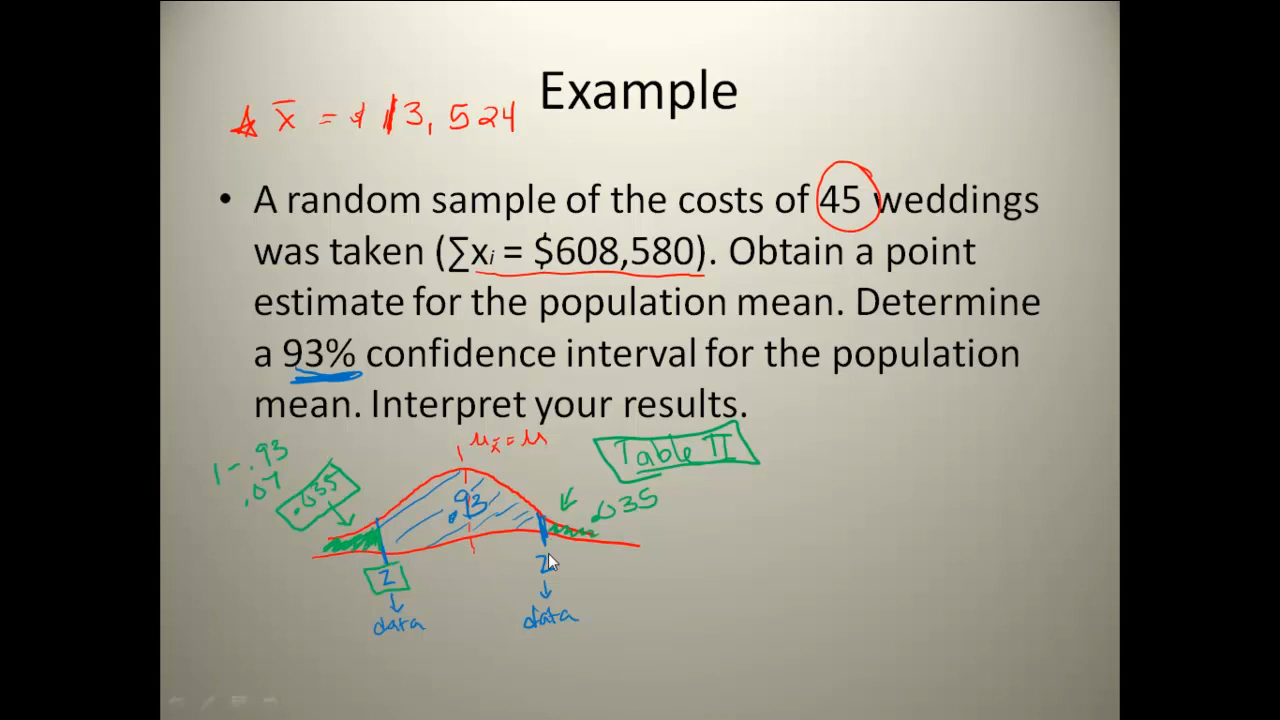 Example
x̄ = $13,524
• A random sample of the costs of 45 weddings
was taken (∑xᵢ = $608,580). Obtain a point
estimate for the population mean. Determine
a 93% confidence interval for the population
mean. Interpret your results.
μx̄ = μ
Table II
1 - .93
.07
.035
.93
.035
z
z
data
data